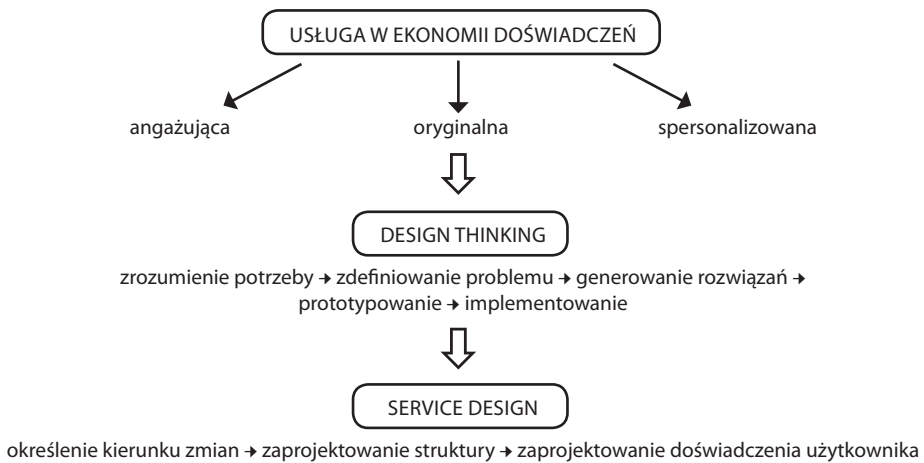 USŁUGA W EKONOMII DOŚWIADCZEŃ
angażująca oryginalna spersonalizowana
DESIGN THINKING
zrozumienie potrzeby → zdefiniowanie problemu → generowanie rozwiązań →
prototypowanie → implementowanie
SERVICE DESIGN
określenie kierunku zmian → zaprojektowanie struktury → zaprojektowanie doświadczenia użytkownika